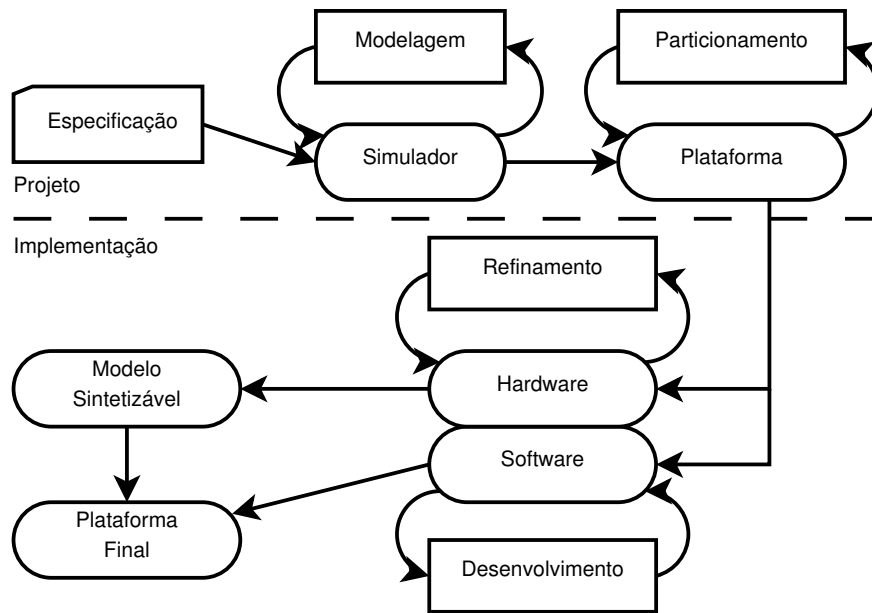 Modelagem
Particionamento
Especificação
Simulador
Plataforma
Projeto
Implementação
Refinamento
Modelo
Sintetizável
Hardware
Software
Plataforma
Final
Desenvolvimento